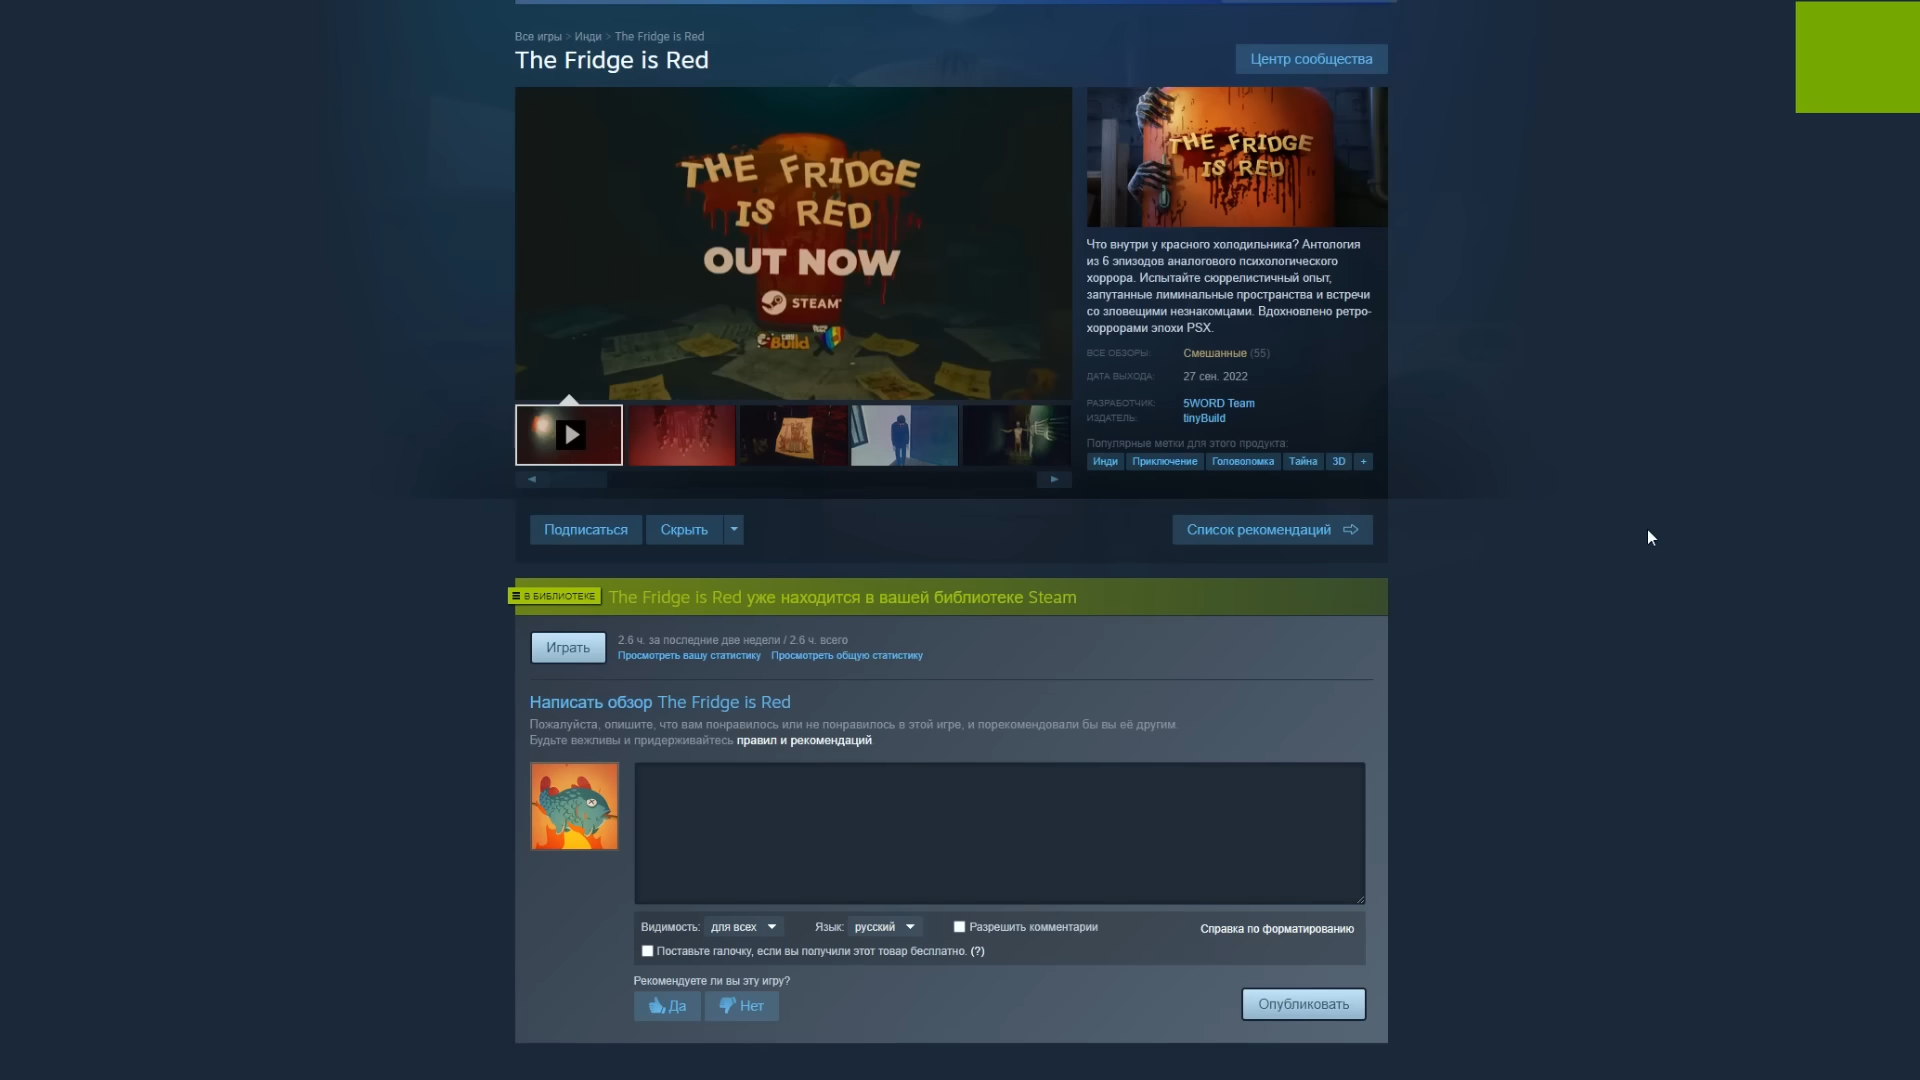 Все игры > Инди > The Fridge is Red
The Fridge is Red
Центр сообщества
THE FRIDGE
IS RED
OUT NOW
STEAM
tinyBuild
THE FRIDGE
IS RED
Что внутри у красного холодильника? Антология
из 6 эпизодов аналогового психологического
хоррора. Испытайте сюррелистичный опыт,
запутанные лиминальные пространства и встречи
со зловещими незнакомцами. Вдохновлено ретро-
хоррорами эпохи PSX.
ВСЕ ОБЗОРЫ: Смешанные (55)
ДАТА ВЫХОДА: 27 сен. 2022
РАЗРАБОТЧИК: 5WORD Team
ИЗДАТЕЛЬ: tinyBuild
Популярные метки для этого продукта:
Инди Приключение Головоломка Тайна 3D +
Подписаться Скрыть Список рекомендаций
В БИБЛИОТЕКЕ The Fridge is Red уже находится в вашей библиотеке Steam
Играть
2.6 ч. за последние две недели / 2.6 ч. всего
Просмотреть вашу статистику Просмотреть общую статистику
Написать обзор The Fridge is Red
Пожалуйста, опишите, что вам понравилось или не понравилось в этой игре, и порекомендовали бы вы её другим.
Будьте вежливы и придерживайтесь правил и рекомендаций.
Видимость: для всех Язык: русский Разрешить комментарии Справка по форматированию
Поставьте галочку, если вы получили этот товар бесплатно. (?)
Рекомендуете ли вы эту игру?
Да Нет Опубликовать